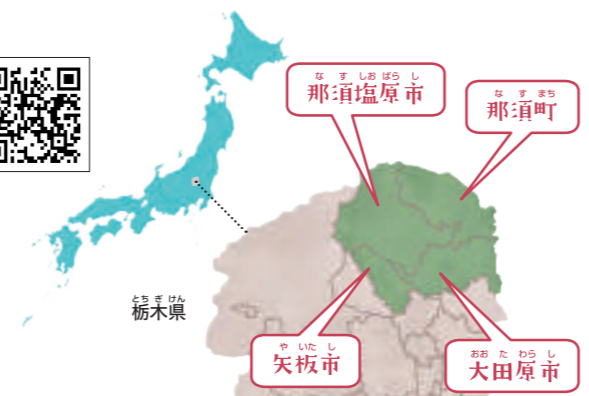 なすしおばらし
那須塩原市
なすまち
那須町
とちぎけん
栃木県
やいたし
矢板市
おおたわらし
大田原市